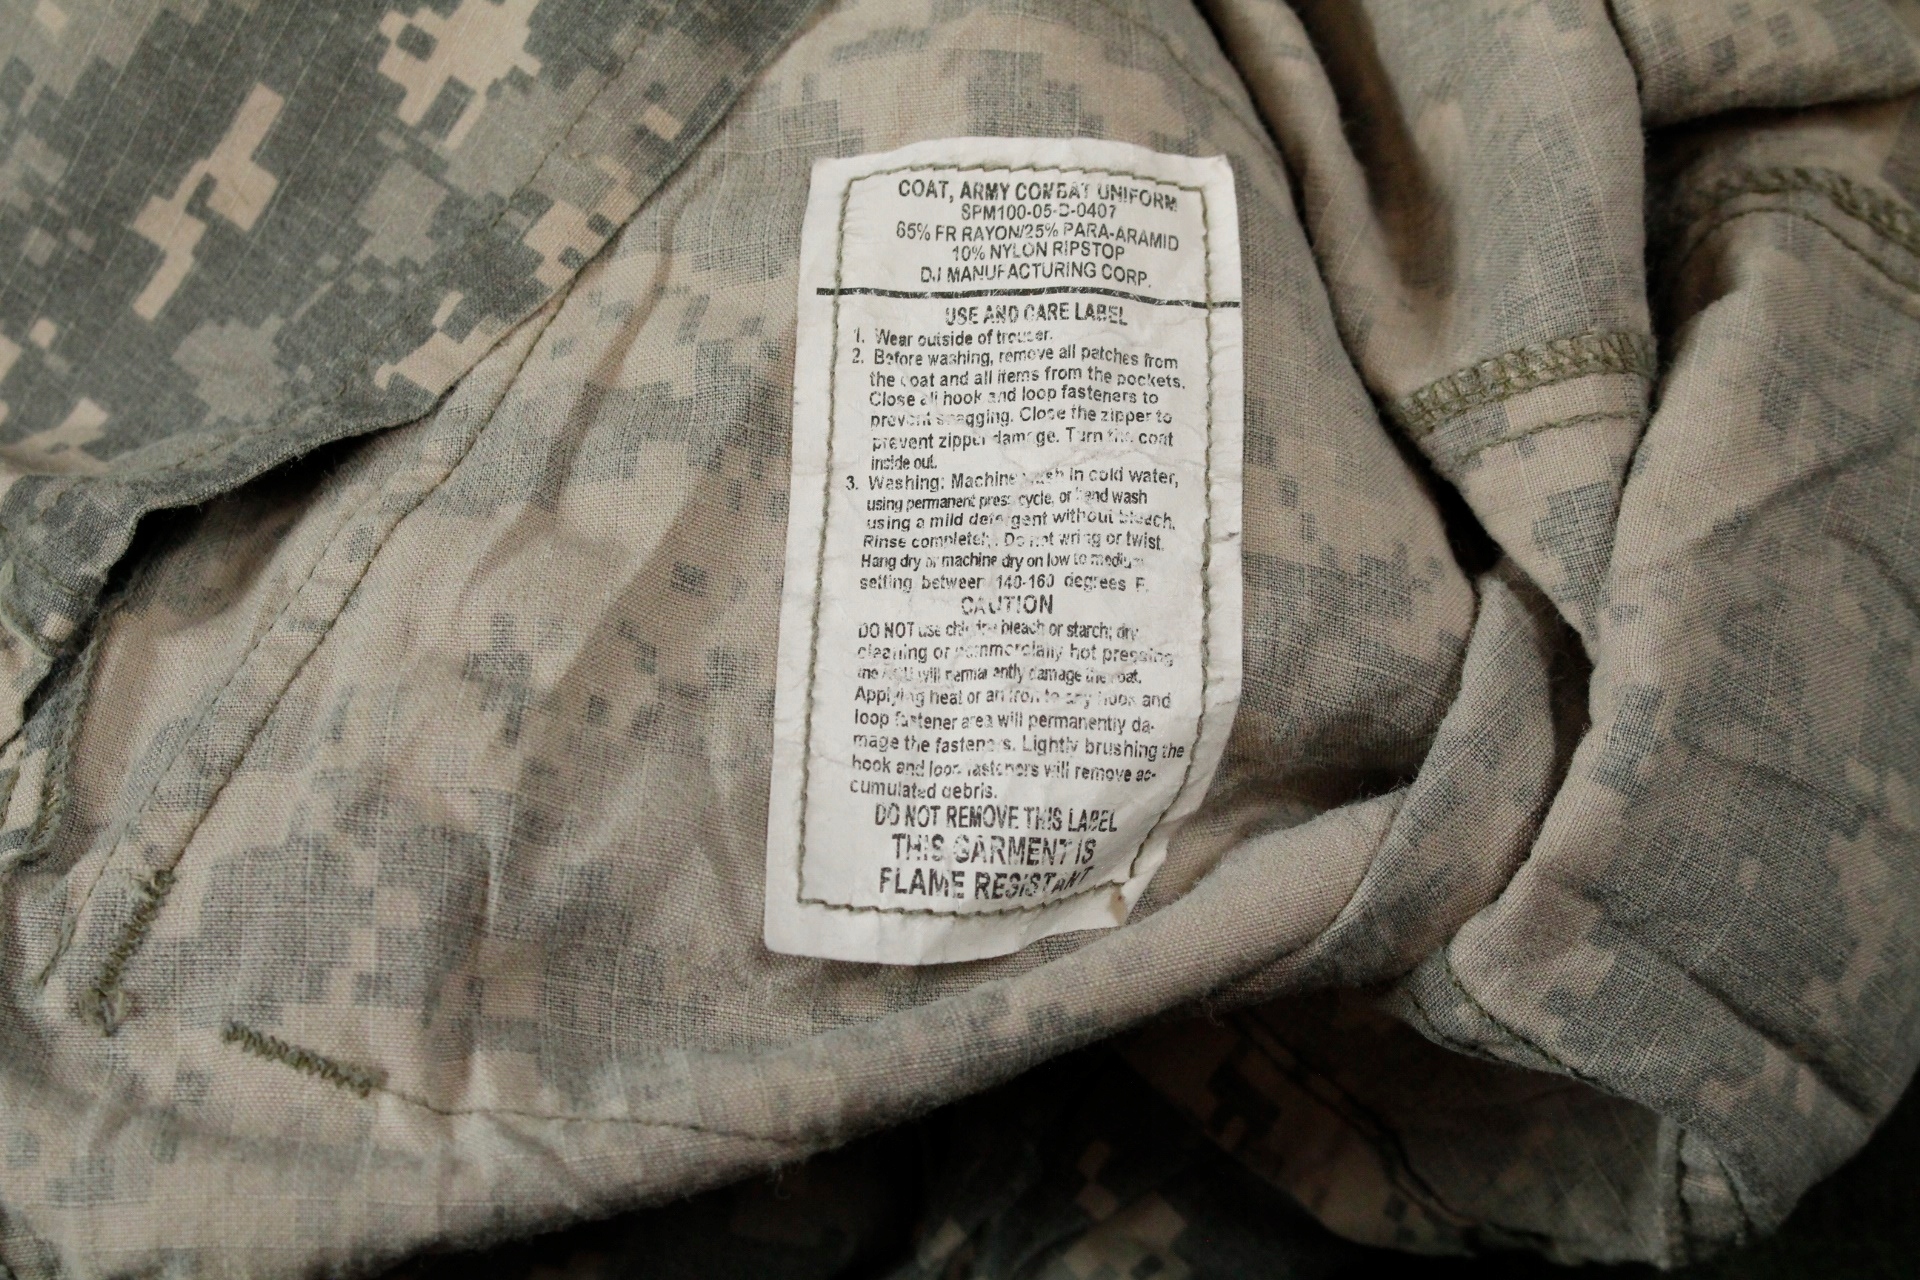 COAT, ARMY COMBAT UNIFORM
SPM100-05-D-0407
65% FR RAYON/25% PARA-ARAMID
10% NYLON RIPSTOP
DJ MANUFACTURING CORP.
USE AND CARE LABEL
1. Wear outside of trouser.
2. Before washing, remove all patches from
the coat and all items from the pockets.
Close all hook and loop fasteners to
prevent snagging. Close the zipper to
prevent zipper damage. Turn the coat
inside out.
3. Washing: Machine wash in cold water,
using permanent press cycle, or hand wash
using a mild detergent without bleach.
Rinse completely. Do not wring or twist.
Hang dry or machine dry on low to medium
setting between 140-160 degrees F.
CAUTION
DO NOT use chlorine bleach or starch; dry
cleaning or commercially hot pressing
the ACU will permanently damage the coat.
Applying heat or an iron to any hook and
loop fastener area will permanently da-
mage the fasteners. Lightly brushing the
hook and loop fasteners will remove ac-
cumulated debris.
DO NOT REMOVE THIS LABEL
THIS GARMENT IS
FLAME RESISTANT